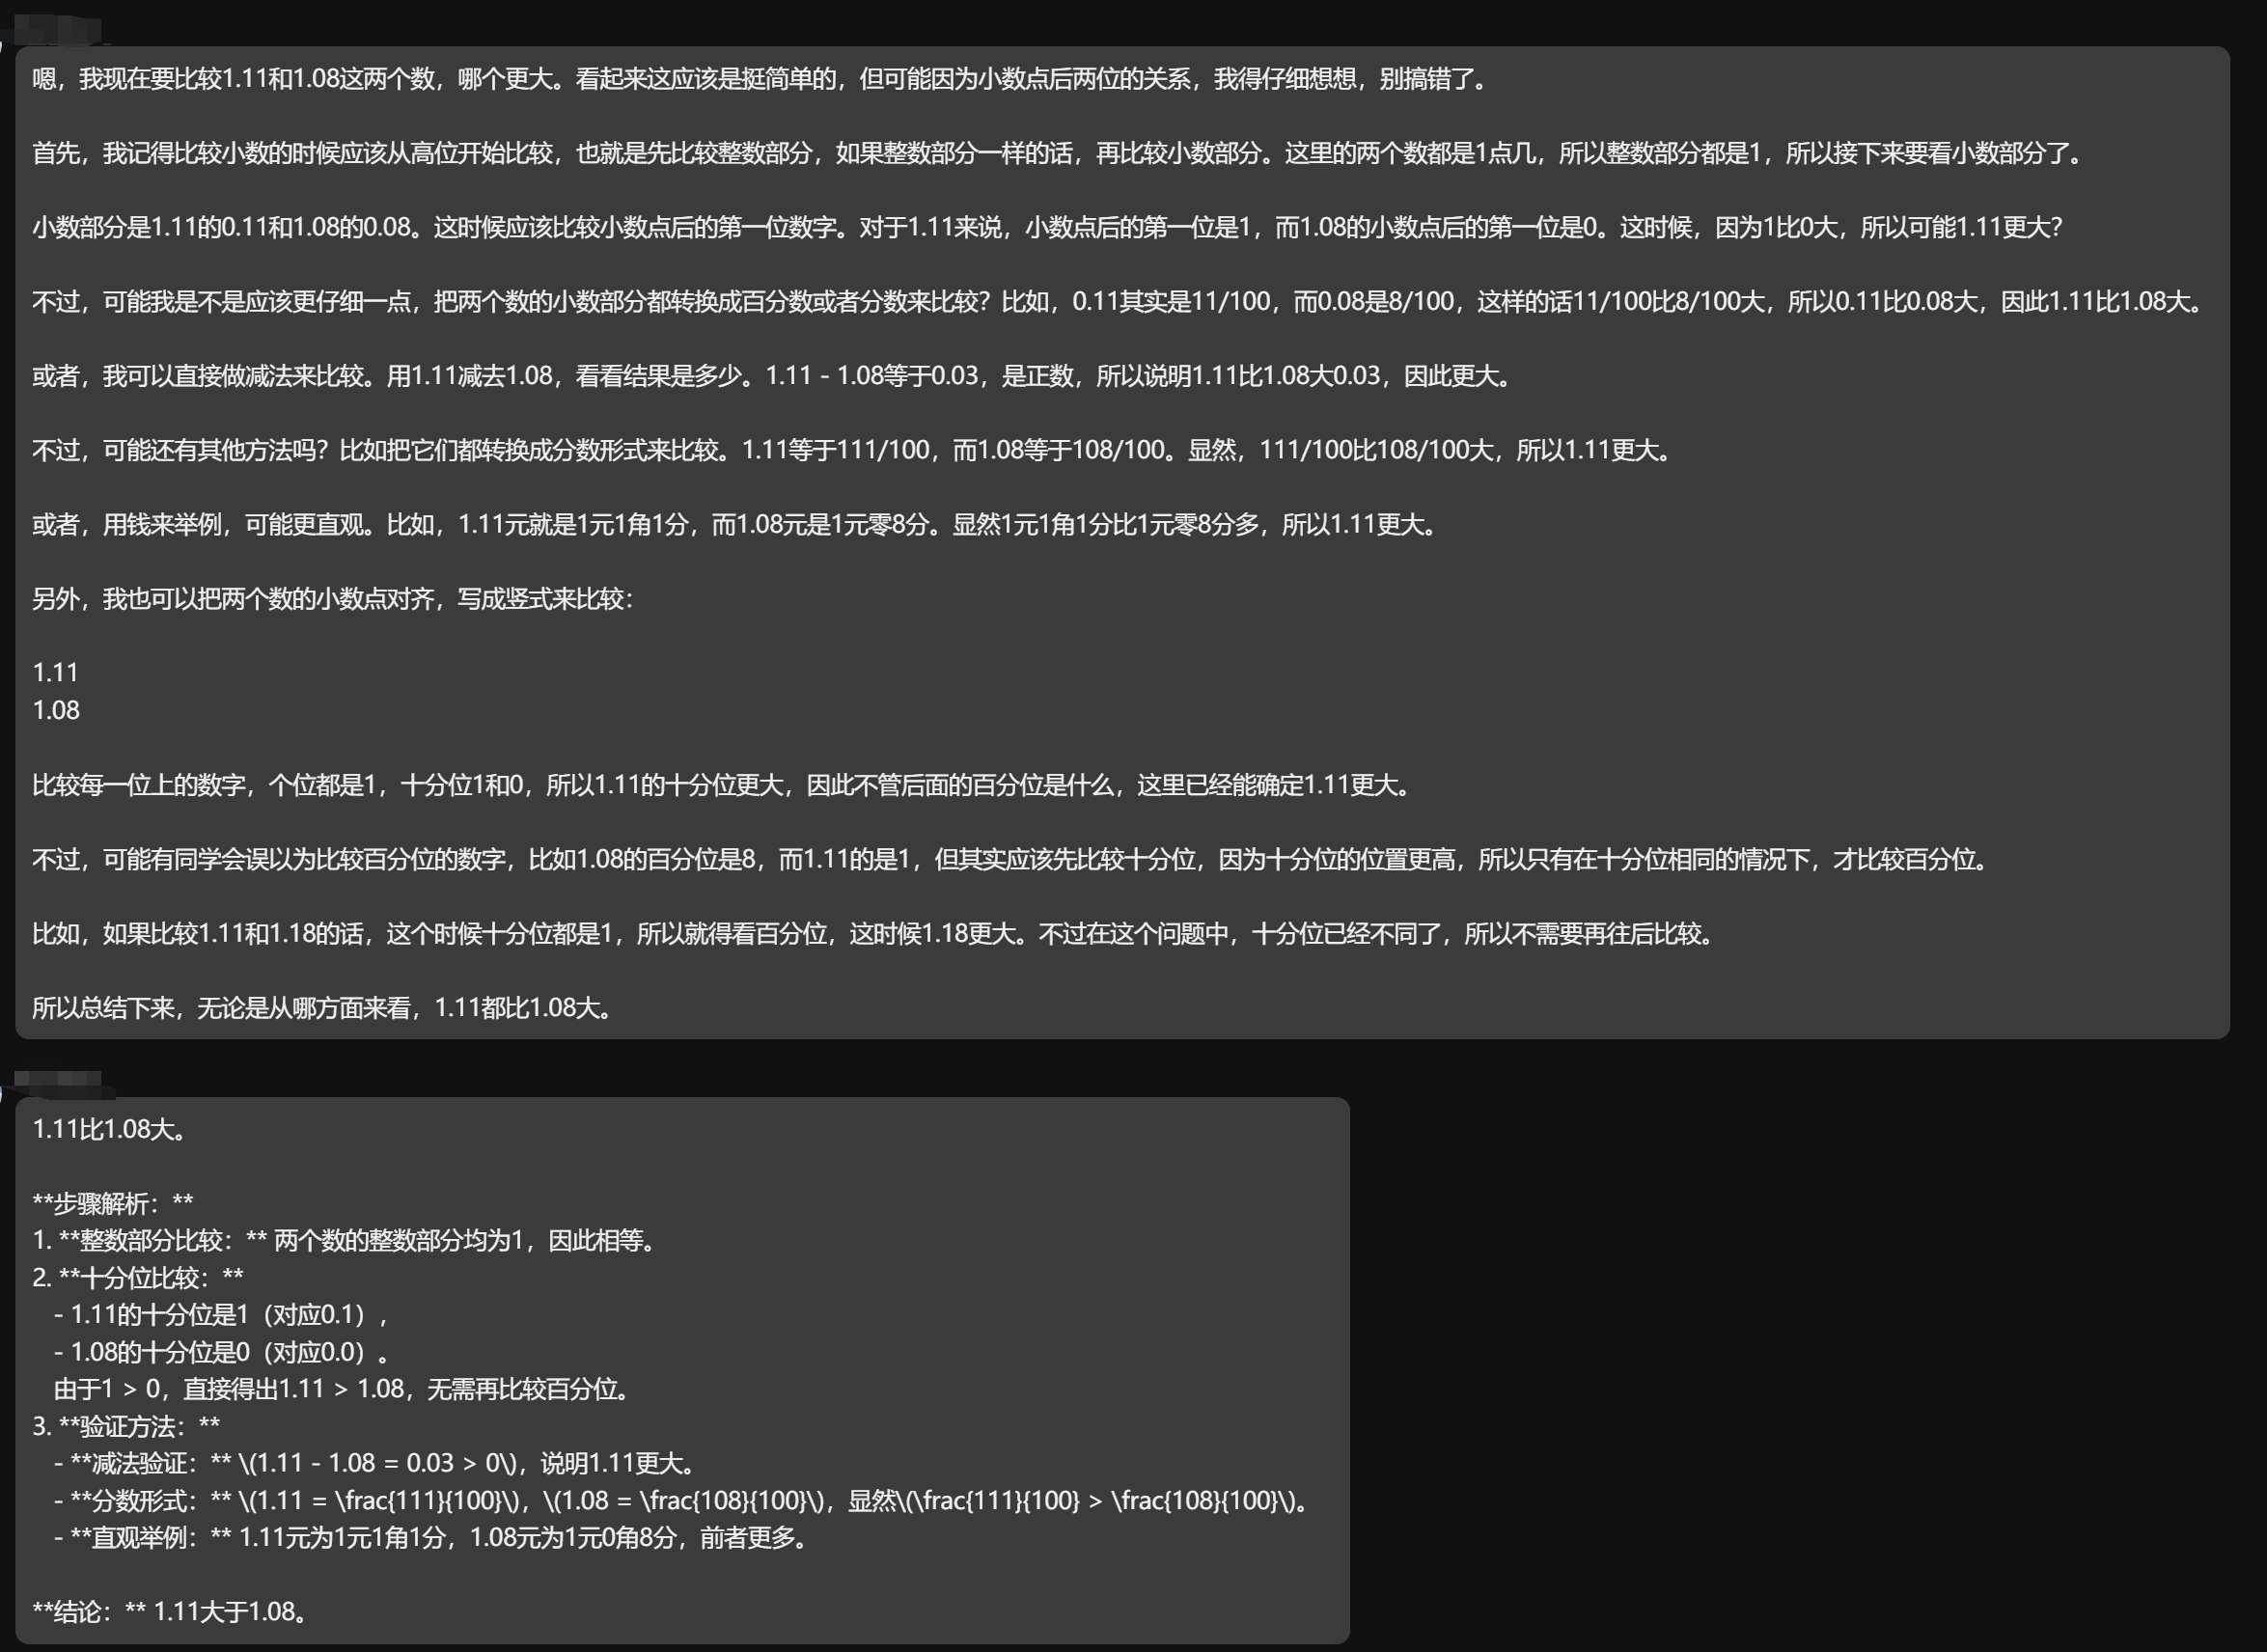 嗯，我现在要比较1.11和1.08这两个数，哪个更大。看起来这应该是挺简单的，但可能因为小数点后两位的关系，我得仔细想想，别搞错了。
首先，我记得比较小数的时候应该从高位开始比较，也就是先比较整数部分，如果整数部分一样的话，再比较小数部分。这里的两个数都是1点几，所以整数部分都是1，所以接下来要看小数部分了。
小数部分是1.11的0.11和1.08的0.08。这时候应该比较小数点后的第一位数字。对于1.11来说，小数点后的第一位是1，而1.08的小数点后的第一位是0。这时候，因为1比0大，所以可能1.11更大？
不过，可能我是不是应该更仔细一点，把两个数的小数部分都转换成百分数或者分数来比较？比如，0.11其实是11/100，而0.08是8/100，这样的话11/100比8/100大，所以0.11比0.08大，因此1.11比1.08大。
或者，我可以直接做减法来比较。用1.11减去1.08，看看结果是多少。1.11 - 1.08等于0.03，是正数，所以说明1.11比1.08大0.03，因此更大。
不过，可能还有其他方法吗？比如把它们都转换成分数形式来比较。1.11等于111/100，而1.08等于108/100。显然，111/100比108/100大，所以1.11更大。
或者，用钱来举例，可能更直观。比如，1.11元就是1元1角1分，而1.08元是1元零8分。显然1元1角1分比1元零8分多，所以1.11更大。
另外，我也可以把两个数的小数点对齐，写成竖式来比较：
1.11
1.08
比较每一位上的数字，个位都是1，十分位1和0，所以1.11的十分位更大，因此不管后面的百分位是什么，这里已经能确定1.11更大。
不过，可能有同学会误以为比较百分位的数字，比如1.08的百分位是8，而1.11的是1，但其实应该先比较十分位，因为十分位的位置更高，所以只有在十分位相同的情况下，才比较百分位。
比如，如果比较1.11和1.18的话，这个时候十分位都是1，所以就得看百分位，这时候1.18更大。不过在这个问题中，十分位已经不同了，所以不需要再往后比较。
所以总结下来，无论是从哪方面来看，1.11都比1.08大。
1.11比1.08大。
**步骤解析：**
1. **整数部分比较：** 两个数的整数部分均为1，因此相等。
2. **十分位比较：**
- 1.11的十分位是1（对应0.1），
- 1.08的十分位是0（对应0.0）。
由于1 > 0，直接得出1.11 > 1.08，无需再比较百分位。
3. **验证方法：**
- **减法验证：** \(1.11 - 1.08 = 0.03 > 0\)，说明1.11更大。
- **分数形式：** \(1.11 = \frac{111}{100}\)，\(1.08 = \frac{108}{100}\)，显然\(\frac{111}{100} > \frac{108}{100}\)。
- **直观举例：** 1.11元为1元1角1分，1.08元为1元0角8分，前者更多。
**结论：** 1.11大于1.08。